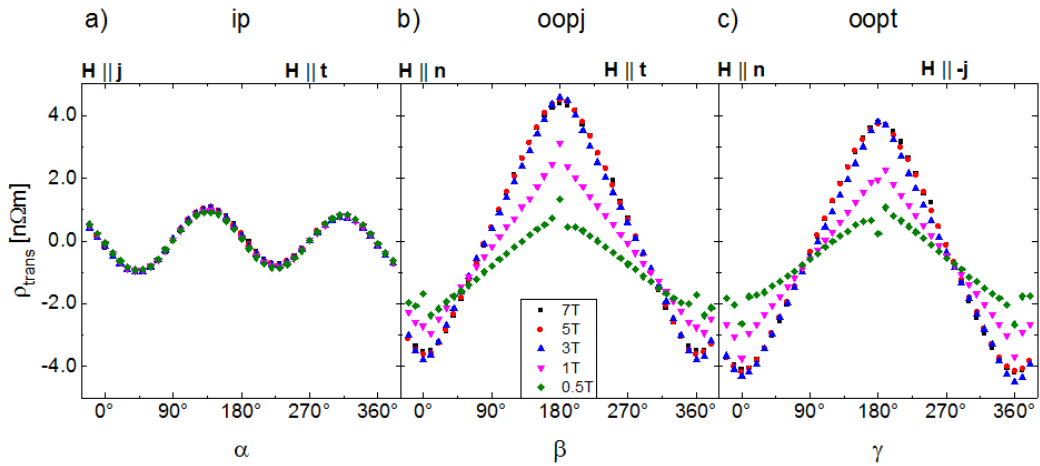 a) ip b) oopj c) oopt
H || j H || t H || n H || t H || n H || -j
4.0
2.0
0.0
-2.0
-4.0
ρtrans [nΩm]
7T
5T
3T
1T
0.5T
0° 90° 180° 270° 360° 0° 90° 180° 270° 360° 0° 90° 180° 270° 360°
α β γ